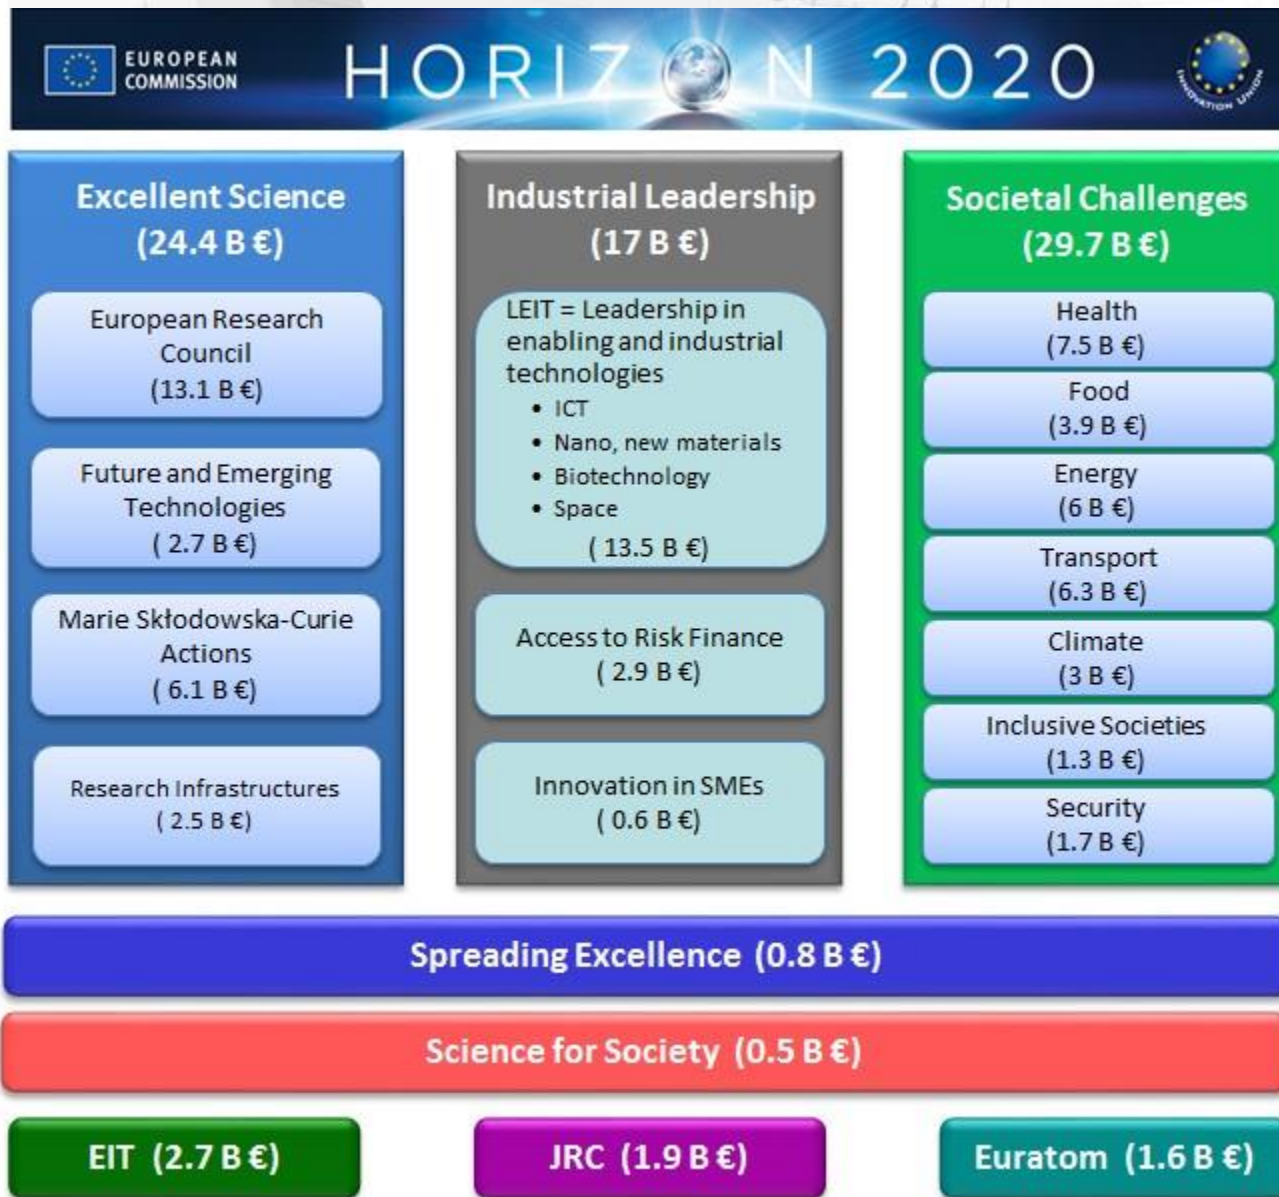 EUROPEAN
COMMISSION
HORIZON 2020
INNOVATION UNION
Excellent Science
(24.4 B €)
European Research
Council
(13.1 B €)
Future and Emerging
Technologies
( 2.7 B €)
Marie Skłodowska-Curie
Actions
( 6.1 B €)
Research Infrastructures
( 2.5 B €)
Industrial Leadership
(17 B €)
LEIT = Leadership in
enabling and industrial
technologies
• ICT
• Nano, new materials
• Biotechnology
• Space
( 13.5 B €)
Access to Risk Finance
( 2.9 B €)
Innovation in SMEs
( 0.6 B €)
Societal Challenges
(29.7 B €)
Health
(7.5 B €)
Food
(3.9 B €)
Energy
(6 B €)
Transport
(6.3 B €)
Climate
(3 B €)
Inclusive Societies
(1.3 B €)
Security
(1.7 B €)
Spreading Excellence (0.8 B €)
Science for Society (0.5 B €)
EIT (2.7 B €)
JRC (1.9 B €)
Euratom (1.6 B €)